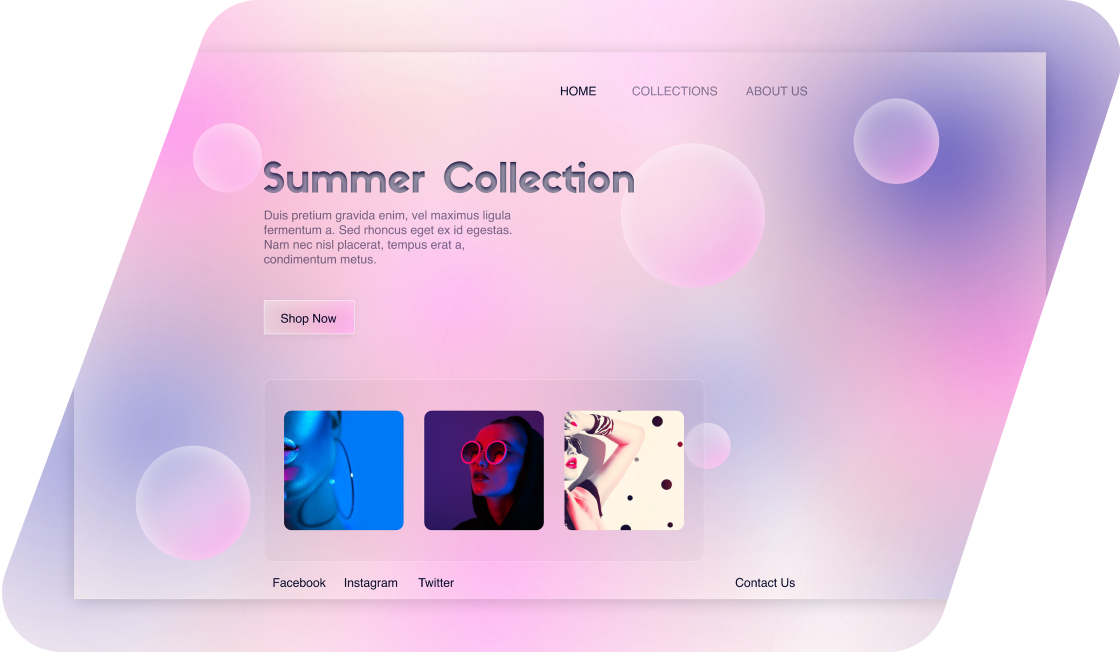 HOME COLLECTIONS ABOUT US
Summer Collection
Duis pretium gravida enim, vel maximus ligula
fermentum a. Sed rhoncus eget ex id egestas.
Nam nec nisl placerat, tempus erat a,
condimentum metus.
Shop Now
Facebook Instagram Twitter Contact Us